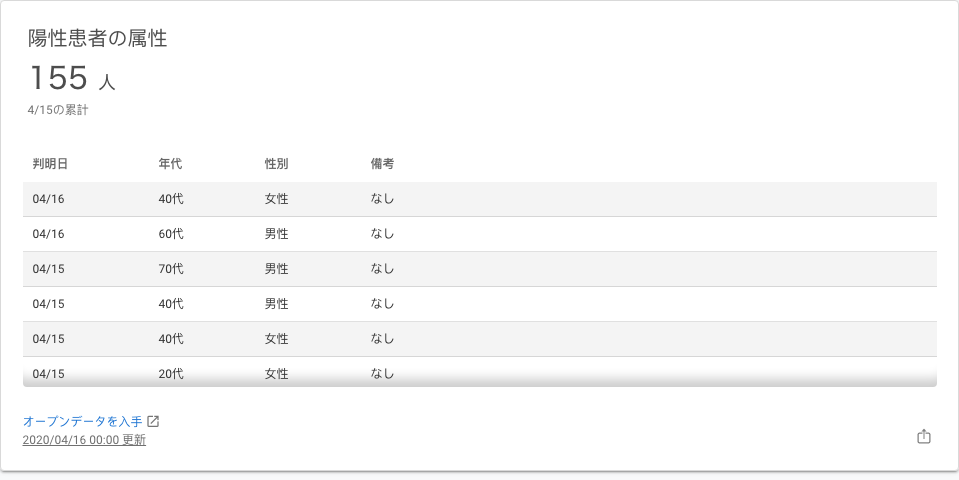 陽性患者の属性
155 人
4/15の累計
判明日 年代 性別 備考
04/16 40代 女性 なし
04/16 60代 男性 なし
04/15 70代 男性 なし
04/15 40代 男性 なし
04/15 40代 女性 なし
04/15 20代 女性 なし
オープンデータを入手
2020/04/16 00:00 更新